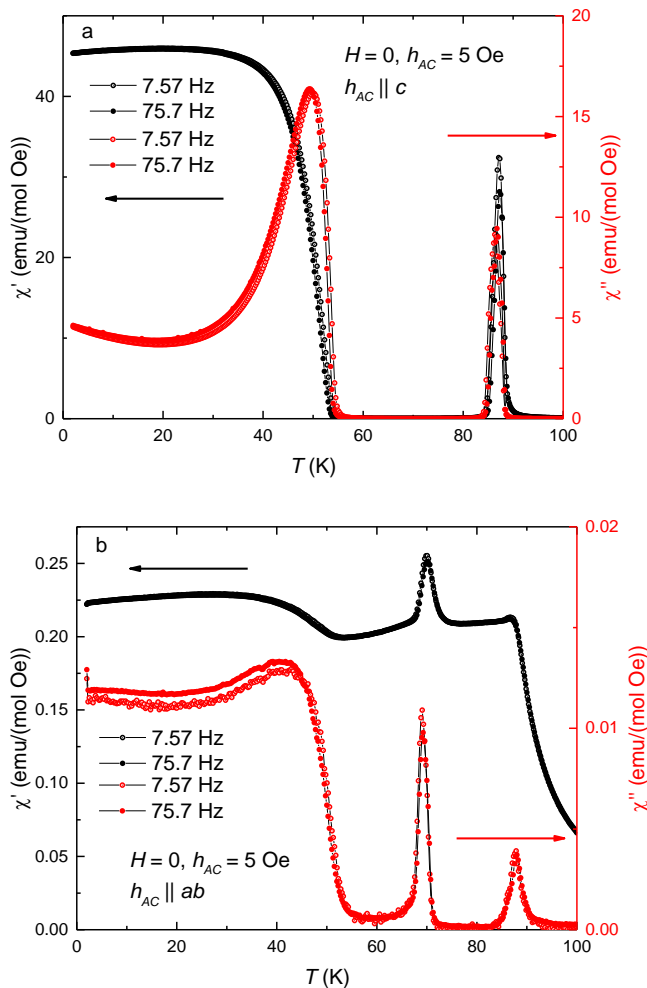 a
H = 0, h_AC = 5 Oe
h_AC || c
7.57 Hz
75.7 Hz
7.57 Hz
75.7 Hz
χ' (emu/(mol Oe))
0
20
40
χ'' (emu/(mol Oe))
0
5
10
15
20
0 20 40 60 80 100
T (K)
b
χ' (emu/(mol Oe))
0.25
0.20
0.15
0.10
0.05
0.00
χ'' (emu/(mol Oe))
0.02
0.01
0.00
7.57 Hz
75.7 Hz
7.57 Hz
75.7 Hz
H = 0, h_AC = 5 Oe
h_AC || ab
0 20 40 60 80 100
T (K)